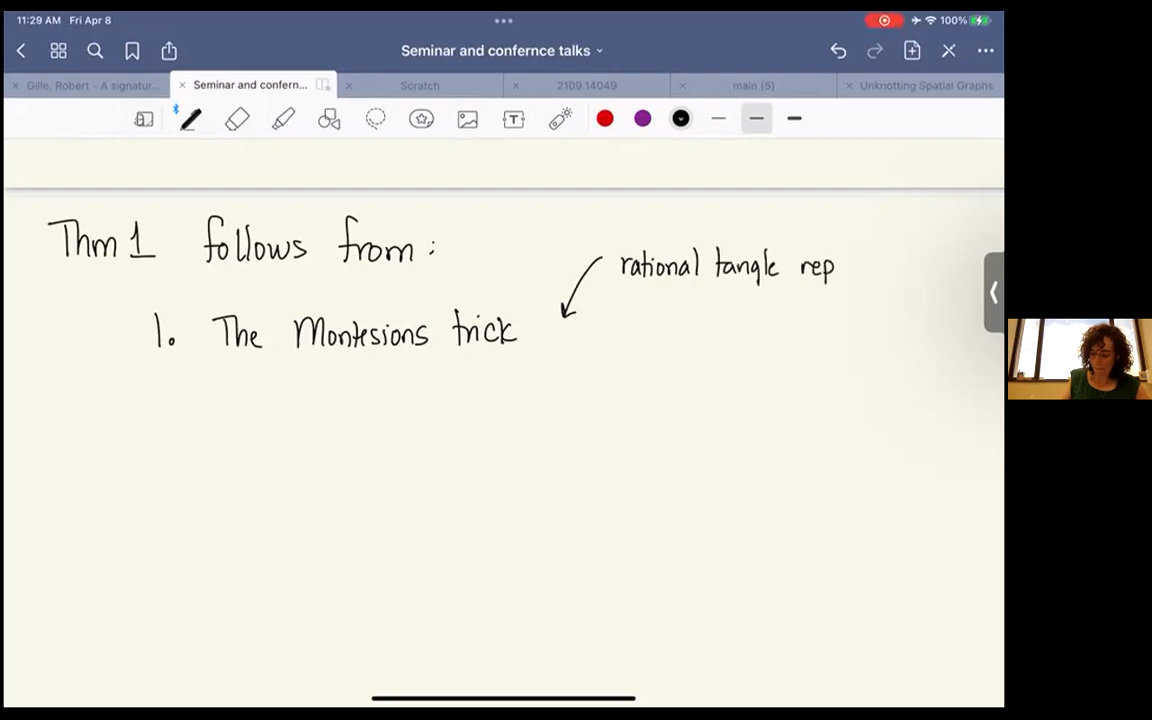 11:29 AM Fri Apr 8
100%
Seminar and confernce talks
Gille, Robert - A signatur...
Seminar and confern...
Scratch
2109.14049
main (5)
Unknotting Spatial Graphs
Thm 1 follows from:
rational tangle rep
1. The Montesions trick